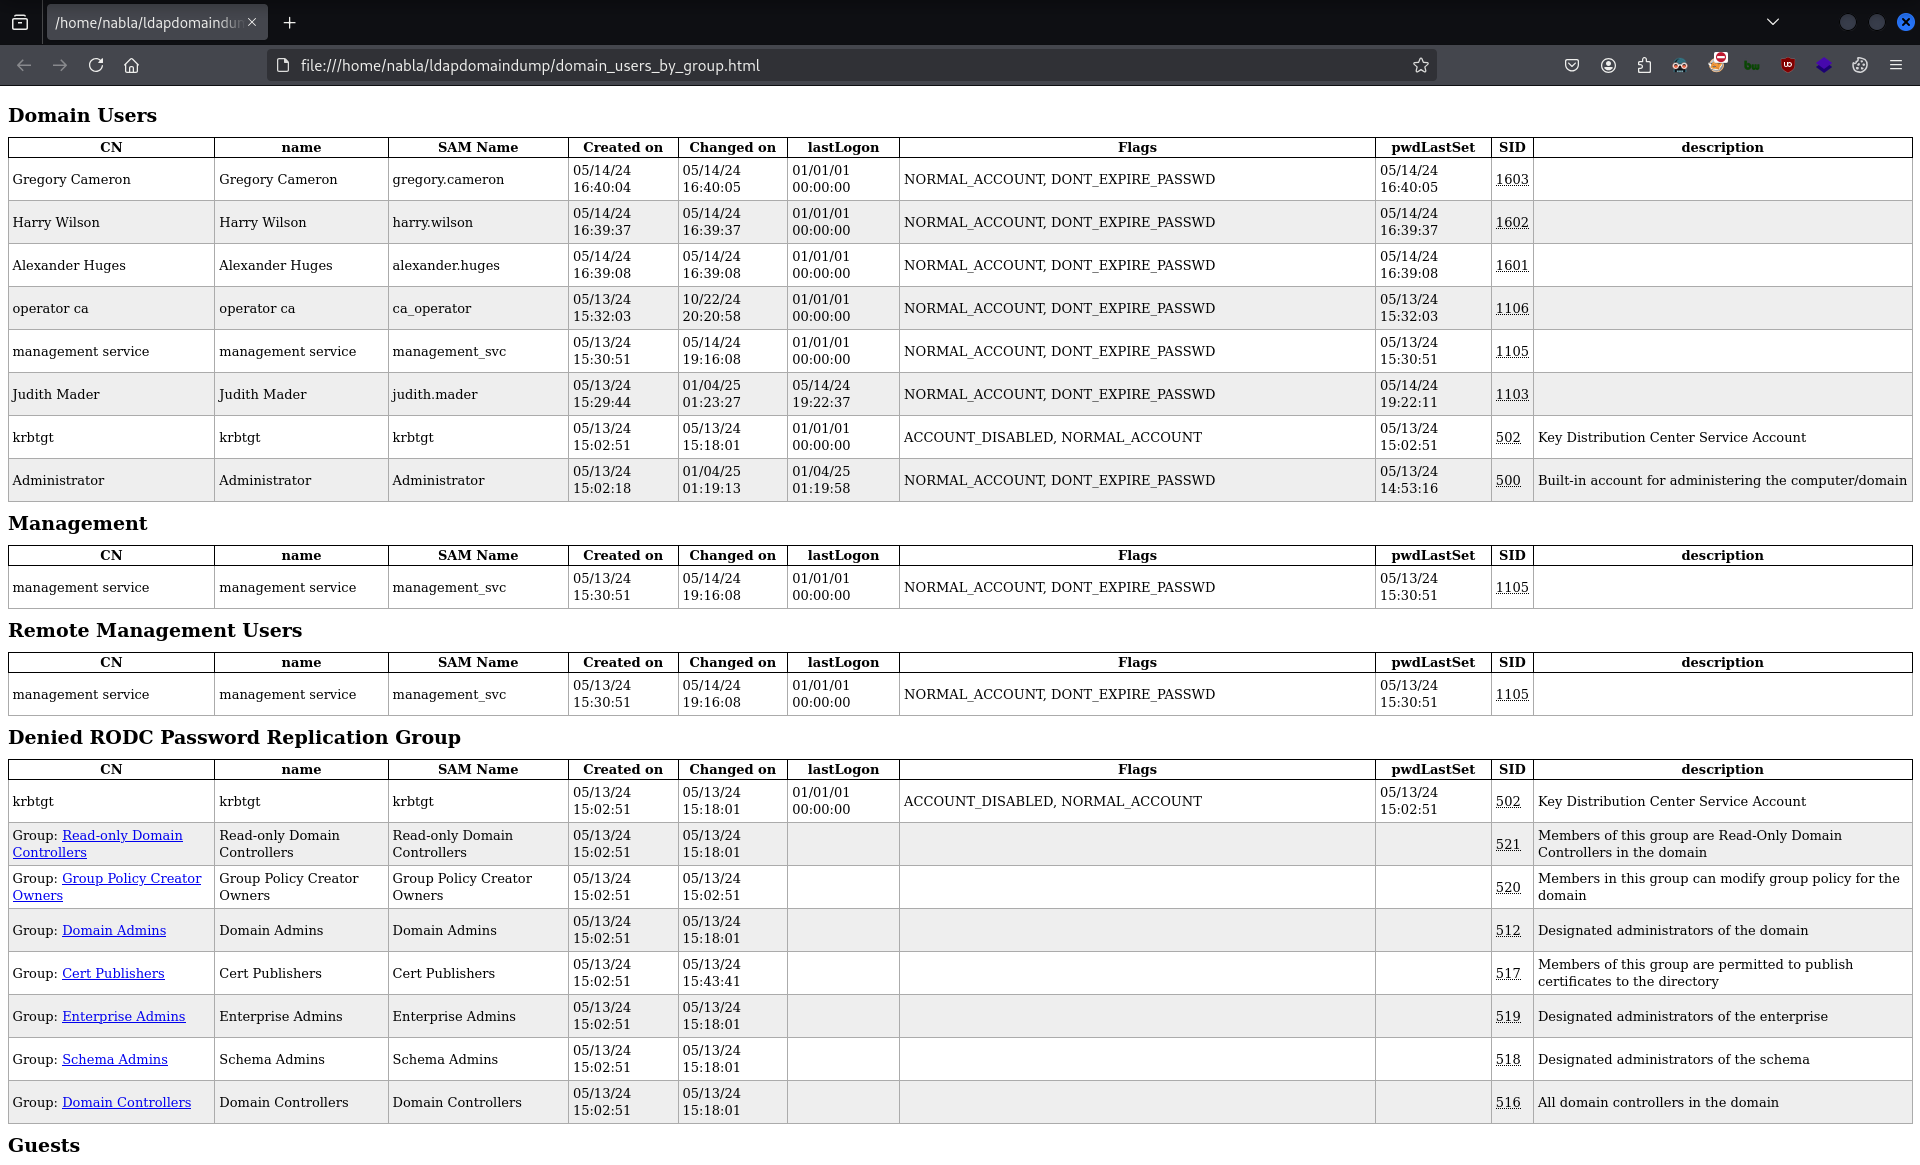 /home/nabla/ldapdomaindu
file:///home/nabla/ldapdomaindump/domain_users_by_group.html
Domain Users
CN name SAM Name Created on Changed on lastLogon Flags pwdLastSet SID description
Gregory Cameron Gregory Cameron gregory.cameron 05/14/24 16:40:04 05/14/24 16:40:05 01/01/01 00:00:00 NORMAL_ACCOUNT, DONT_EXPIRE_PASSWD 05/14/24 16:40:05 1603
Harry Wilson Harry Wilson harry.wilson 05/14/24 16:39:37 05/14/24 16:39:37 01/01/01 00:00:00 NORMAL_ACCOUNT, DONT_EXPIRE_PASSWD 05/14/24 16:39:37 1602
Alexander Huges Alexander Huges alexander.huges 05/14/24 16:39:08 05/14/24 16:39:08 01/01/01 00:00:00 NORMAL_ACCOUNT, DONT_EXPIRE_PASSWD 05/14/24 16:39:08 1601
operator ca operator ca ca_operator 05/13/24 15:32:03 10/22/24 20:20:58 01/01/01 00:00:00 NORMAL_ACCOUNT, DONT_EXPIRE_PASSWD 05/13/24 15:32:03 1106
management service management service management_svc 05/13/24 15:30:51 05/14/24 19:16:08 01/01/01 00:00:00 NORMAL_ACCOUNT, DONT_EXPIRE_PASSWD 05/13/24 15:30:51 1105
Judith Mader Judith Mader judith.mader 05/13/24 15:29:44 01/04/25 01:23:27 05/14/24 19:22:37 NORMAL_ACCOUNT, DONT_EXPIRE_PASSWD 05/14/24 19:22:11 1103
krbtgt krbtgt krbtgt 05/13/24 15:02:51 05/13/24 15:18:01 01/01/01 00:00:00 ACCOUNT_DISABLED, NORMAL_ACCOUNT 05/13/24 15:02:51 502 Key Distribution Center Service Account
Administrator Administrator Administrator 05/13/24 15:02:18 01/04/25 01:19:13 01/04/25 01:19:58 NORMAL_ACCOUNT, DONT_EXPIRE_PASSWD 05/13/24 14:53:16 500 Built-in account for administering the computer/domain
Management
CN name SAM Name Created on Changed on lastLogon Flags pwdLastSet SID description
management service management service management_svc 05/13/24 15:30:51 05/14/24 19:16:08 01/01/01 00:00:00 NORMAL_ACCOUNT, DONT_EXPIRE_PASSWD 05/13/24 15:30:51 1105
Remote Management Users
CN name SAM Name Created on Changed on lastLogon Flags pwdLastSet SID description
management service management service management_svc 05/13/24 15:30:51 05/14/24 19:16:08 01/01/01 00:00:00 NORMAL_ACCOUNT, DONT_EXPIRE_PASSWD 05/13/24 15:30:51 1105
Denied RODC Password Replication Group
CN name SAM Name Created on Changed on lastLogon Flags pwdLastSet SID description
krbtgt krbtgt krbtgt 05/13/24 15:02:51 05/13/24 15:18:01 01/01/01 00:00:00 ACCOUNT_DISABLED, NORMAL_ACCOUNT 05/13/24 15:02:51 502 Key Distribution Center Service Account
Group: Read-only Domain Controllers Read-only Domain Controllers Read-only Domain Controllers 05/13/24 15:02:51 05/13/24 15:18:01 521 Members of this group are Read-Only Domain Controllers in the domain
Group: Group Policy Creator Owners Group Policy Creator Owners Group Policy Creator Owners 05/13/24 15:02:51 05/13/24 15:02:51 520 Members in this group can modify group policy for the domain
Group: Domain Admins Domain Admins Domain Admins 05/13/24 15:02:51 05/13/24 15:18:01 512 Designated administrators of the domain
Group: Cert Publishers Cert Publishers Cert Publishers 05/13/24 15:02:51 05/13/24 15:43:41 517 Members of this group are permitted to publish certificates to the directory
Group: Enterprise Admins Enterprise Admins Enterprise Admins 05/13/24 15:02:51 05/13/24 15:18:01 519 Designated administrators of the enterprise
Group: Schema Admins Schema Admins Schema Admins 05/13/24 15:02:51 05/13/24 15:18:01 518 Designated administrators of the schema
Group: Domain Controllers Domain Controllers Domain Controllers 05/13/24 15:02:51 05/13/24 15:18:01 516 All domain controllers in the domain
Guests